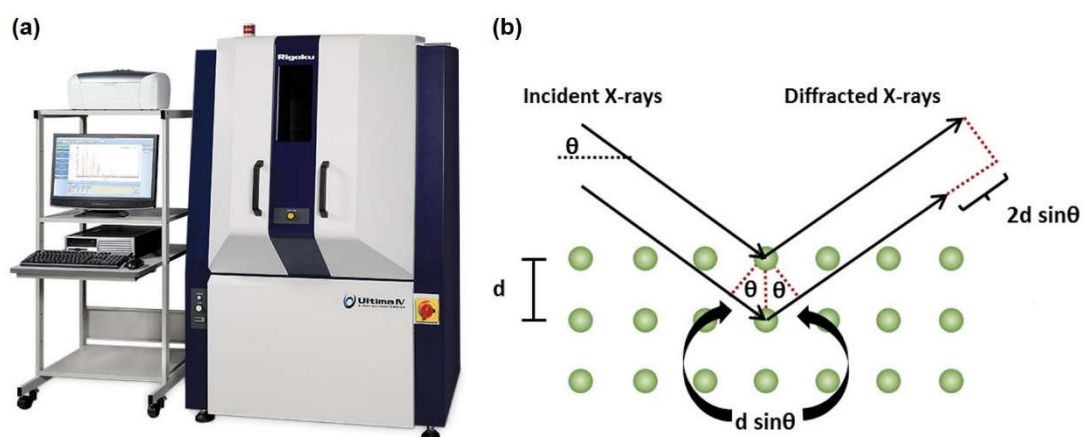 (a)
Rigaku
Ultima IV
(b)
Incident X-rays
Diffracted X-rays
θ
2d sinθ
d
θ
θ
d sinθ